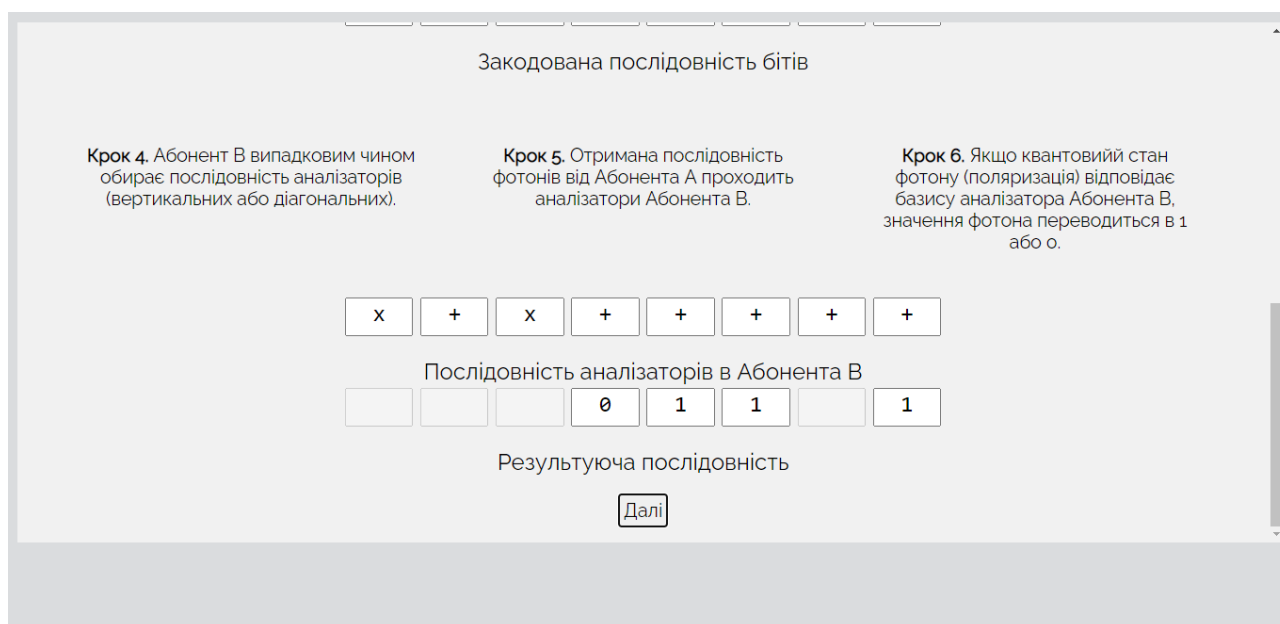 Закодована послідовність бітів
Крок 4. Абонент В випадковим чином
обирає послідовність аналізаторів
(вертикальних або діагональних).
Крок 5. Отримана послідовність
фотонів від Абонента А проходить
аналізатори Абонента В.
Крок 6. Якщо квантовийй стан
фотону (поляризація) відповідає
базису аналізатора Абонента В,
значення фотона переводиться в 1
або 0.
x + x + + + + +
Послідовність аналізаторів в Абонента В
0 1 1 1
Результуюча послідовність
Далі